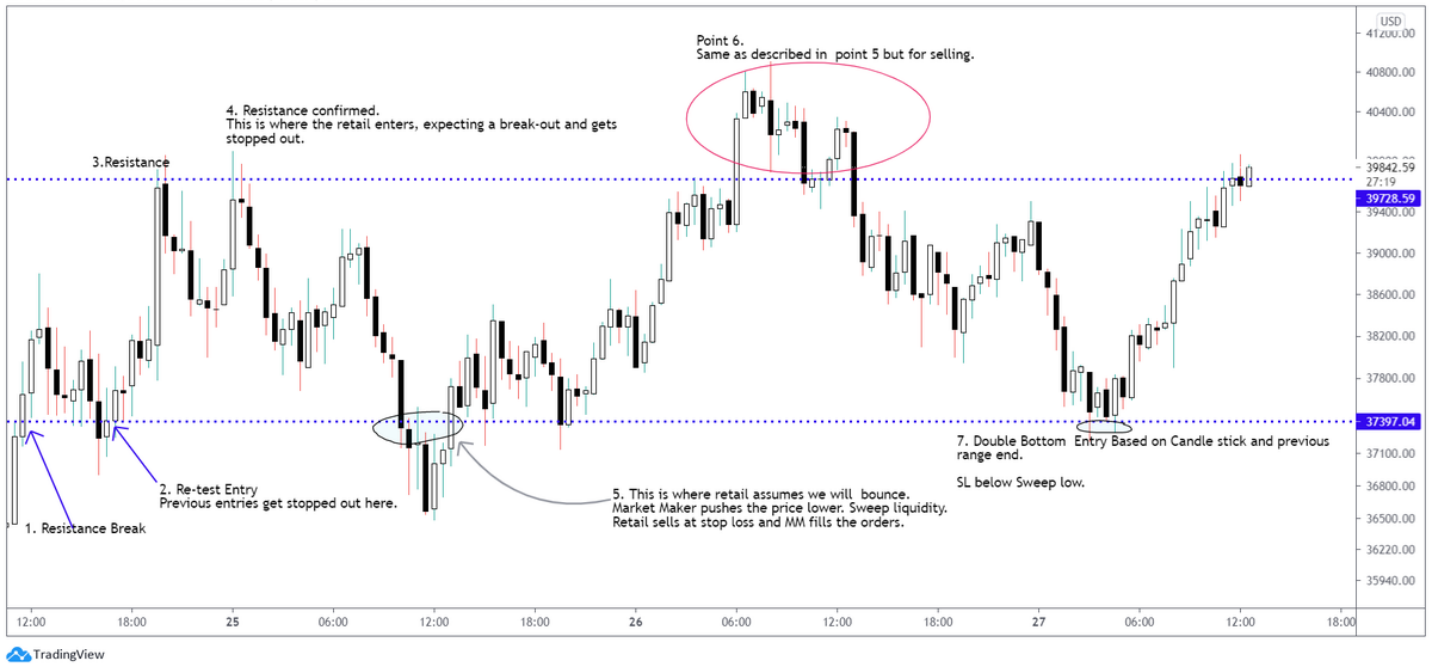 USD
41200.00
Point 6.
Same as described in  point 5 but for selling.
40800.00
4. Resistance confirmed.
This is where the retail enters, expecting a break-out and gets
stopped out.
40400.00
3.Resistance
39842.59
27:19
39728.59
39400.00
39000.00
38600.00
38200.00
37800.00
37397.04
7. Double Bottom  Entry Based on Candle stick and previous
range end.
SL below Sweep low.
37100.00
2. Re-test Entry
Previous entries get stopped out here.
5. This is where retail assumes we will  bounce.
Market Maker pushes the price lower. Sweep liquidity.
Retail sells at stop loss and MM fills the orders.
36800.00
1. Resistance Break
36500.00
36220.00
35940.00
12:00 18:00 25 06:00 12:00 18:00 26 06:00 12:00 18:00 27 06:00 12:00 18:00
TradingView